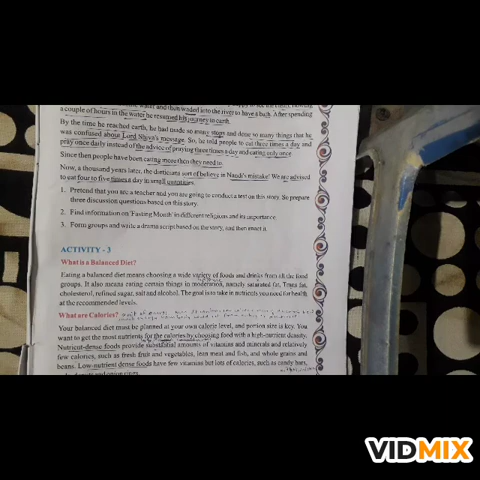 water and then waded into the river to have a bath. After spending
a couple of hours in the water he resumed his journey to earth.
By the time he reached earth, he had made so many stops and done so many things that he
was confused about Lord Shiva's message. So, he told people to eat three times a day and
pray once daily instead of the advice of praying three times a day and eating only once.
Since then people have been eating more than they need to.
Now, a thousand years later, the dieticians sort of believe in Nandi's mistake! We are advised
to eat four to five times a day in small quantities.
1. Pretend that you are a teacher and you are going to conduct a test on this story. So prepare
three discussion questions based on this story.
2. Find information on 'Fasting Month' in different religions and its importance.
3. Form groups and write a drama script based on the story, and then enact it.
ACTIVITY - 3
What is a Balanced Diet?
Eating a balanced diet means choosing a wide variety of foods and drinks from all the food
groups. It also means eating certain things in moderation, namely saturated fat, Trans fat,
cholesterol, refined sugar, salt and alcohol. The goal is to take in nutrients you need for health
at the recommended levels.
What are Calories?
Your balanced diet must be planned at your own calorie level, and portion size is key. You
want to get the most nutrients for the calories by choosing food with a high-nutrient density.
Nutrient-dense foods provide substantial amounts of vitamins and minerals and relatively
few calories, such as fresh fruit and vegetables, lean meat and fish, and whole grains and
beans. Low-nutrient dense foods have few vitamins but lots of calories, such as candy bars,
and onion rings.
VIDMIX